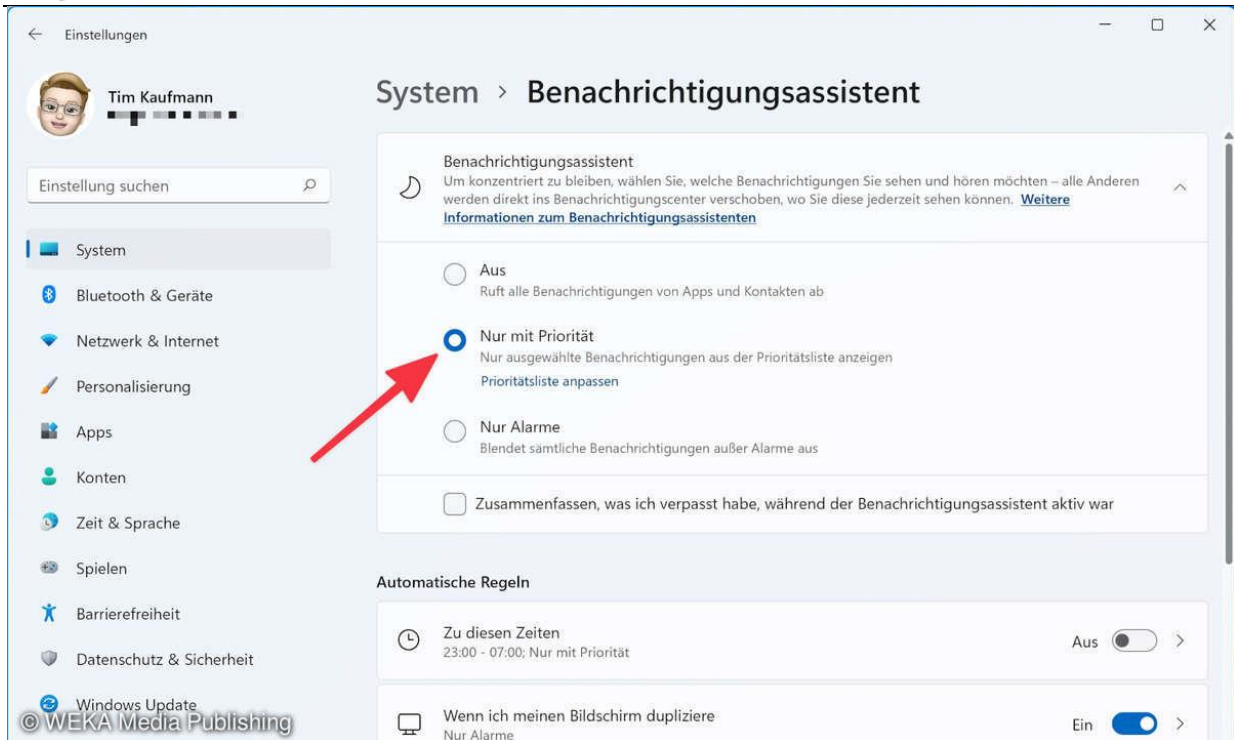 Einstellungen
Tim Kaufmann
Einstellung suchen
System
Bluetooth & Geräte
Netzwerk & Internet
Personalisierung
Apps
Konten
Zeit & Sprache
Spielen
Barrierefreiheit
Datenschutz & Sicherheit
Windows Update
© WEKA Media Publishing
System > Benachrichtigungsassistent
Benachrichtigungsassistent
Um konzentriert zu bleiben, wählen Sie, welche Benachrichtigungen Sie sehen und hören möchten – alle Anderen
werden direkt ins Benachrichtigungscenter verschoben, wo Sie diese jederzeit sehen können. Weitere
Informationen zum Benachrichtigungsassistenten
Aus
Ruft alle Benachrichtigungen von Apps und Kontakten ab
Nur mit Priorität
Nur ausgewählte Benachrichtigungen aus der Prioritätsliste anzeigen
Prioritätsliste anpassen
Nur Alarme
Blendet sämtliche Benachrichtigungen außer Alarme aus
Zusammenfassen, was ich verpasst habe, während der Benachrichtigungsassistent aktiv war
Automatische Regeln
Zu diesen Zeiten
23:00 - 07:00; Nur mit Priorität
Aus
Wenn ich meinen Bildschirm dupliziere
Nur Alarme
Ein